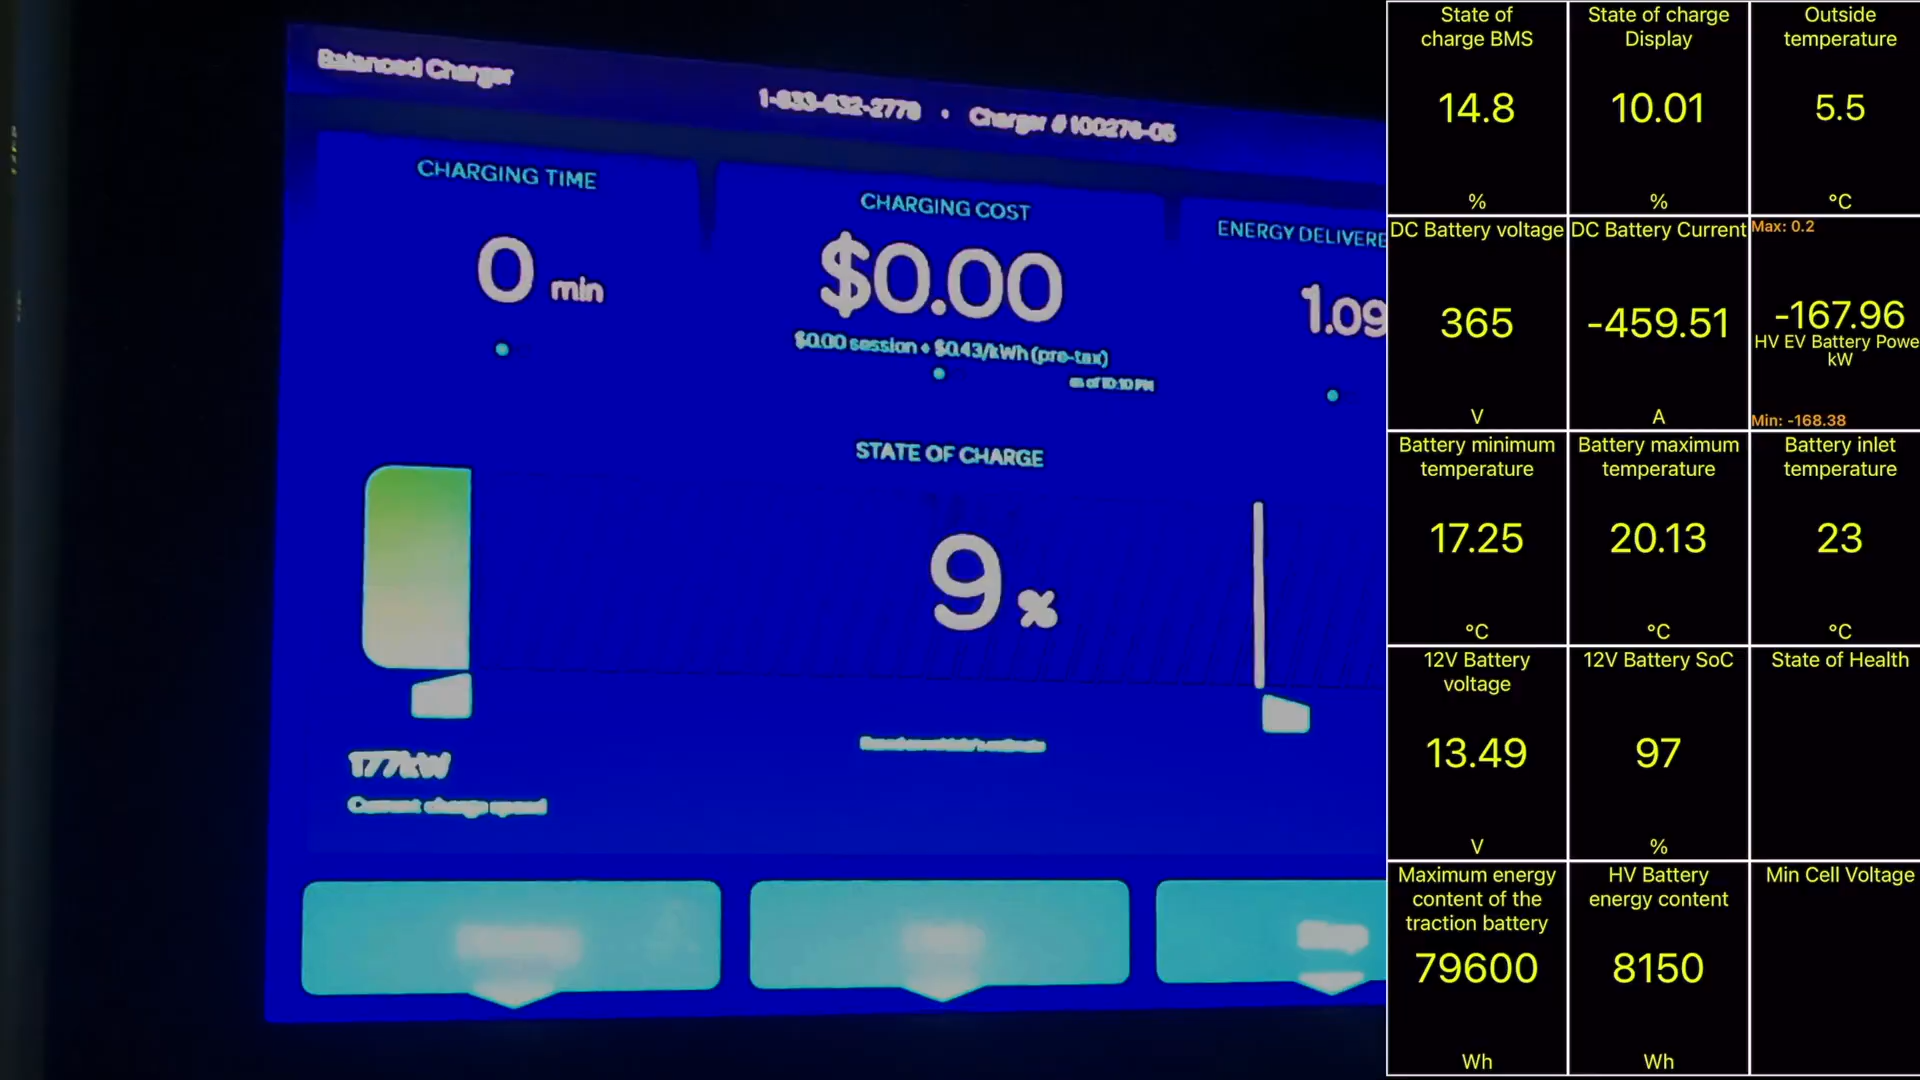 Balanced Charger
1-833-632-2778 • Charger # 100278-05
CHARGING TIME
0 min
CHARGING COST
$0.00
$0.00 session + $0.43/kWh (pre-tax)
as of 10:10 PM
ENERGY DELIVERE
1.09
STATE OF CHARGE
9 %
177kW
Current charge speed
State of
charge BMS
14.8
%
State of charge
Display
10.01
%
Outside
temperature
5.5
°C
DC Battery voltage
365
V
DC Battery Current
-459.51
A
Max: 0.2
-167.96
HV EV Battery Powe
kW
Min: -168.38
Battery minimum
temperature
17.25
°C
Battery maximum
temperature
20.13
°C
Battery inlet
temperature
23
°C
12V Battery
voltage
13.49
V
12V Battery SoC
97
%
State of Health
Maximum energy
content of the
traction battery
79600
Wh
HV Battery
energy content
8150
Wh
Min Cell Voltage